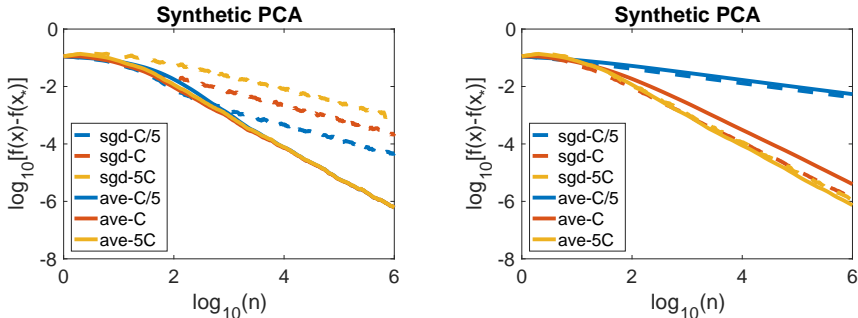 Synthetic PCA
0
-2
-4
-6
-8
log10[f(x)-f(x*)]
sgd-C/5
sgd-C
sgd-5C
ave-C/5
ave-C
ave-5C
0 2 4 6
log10(n)
Synthetic PCA
0
-2
-4
-6
-8
log10[f(x)-f(x*)]
sgd-C/5
sgd-C
sgd-5C
ave-C/5
ave-C
ave-5C
0 2 4 6
log10(n)